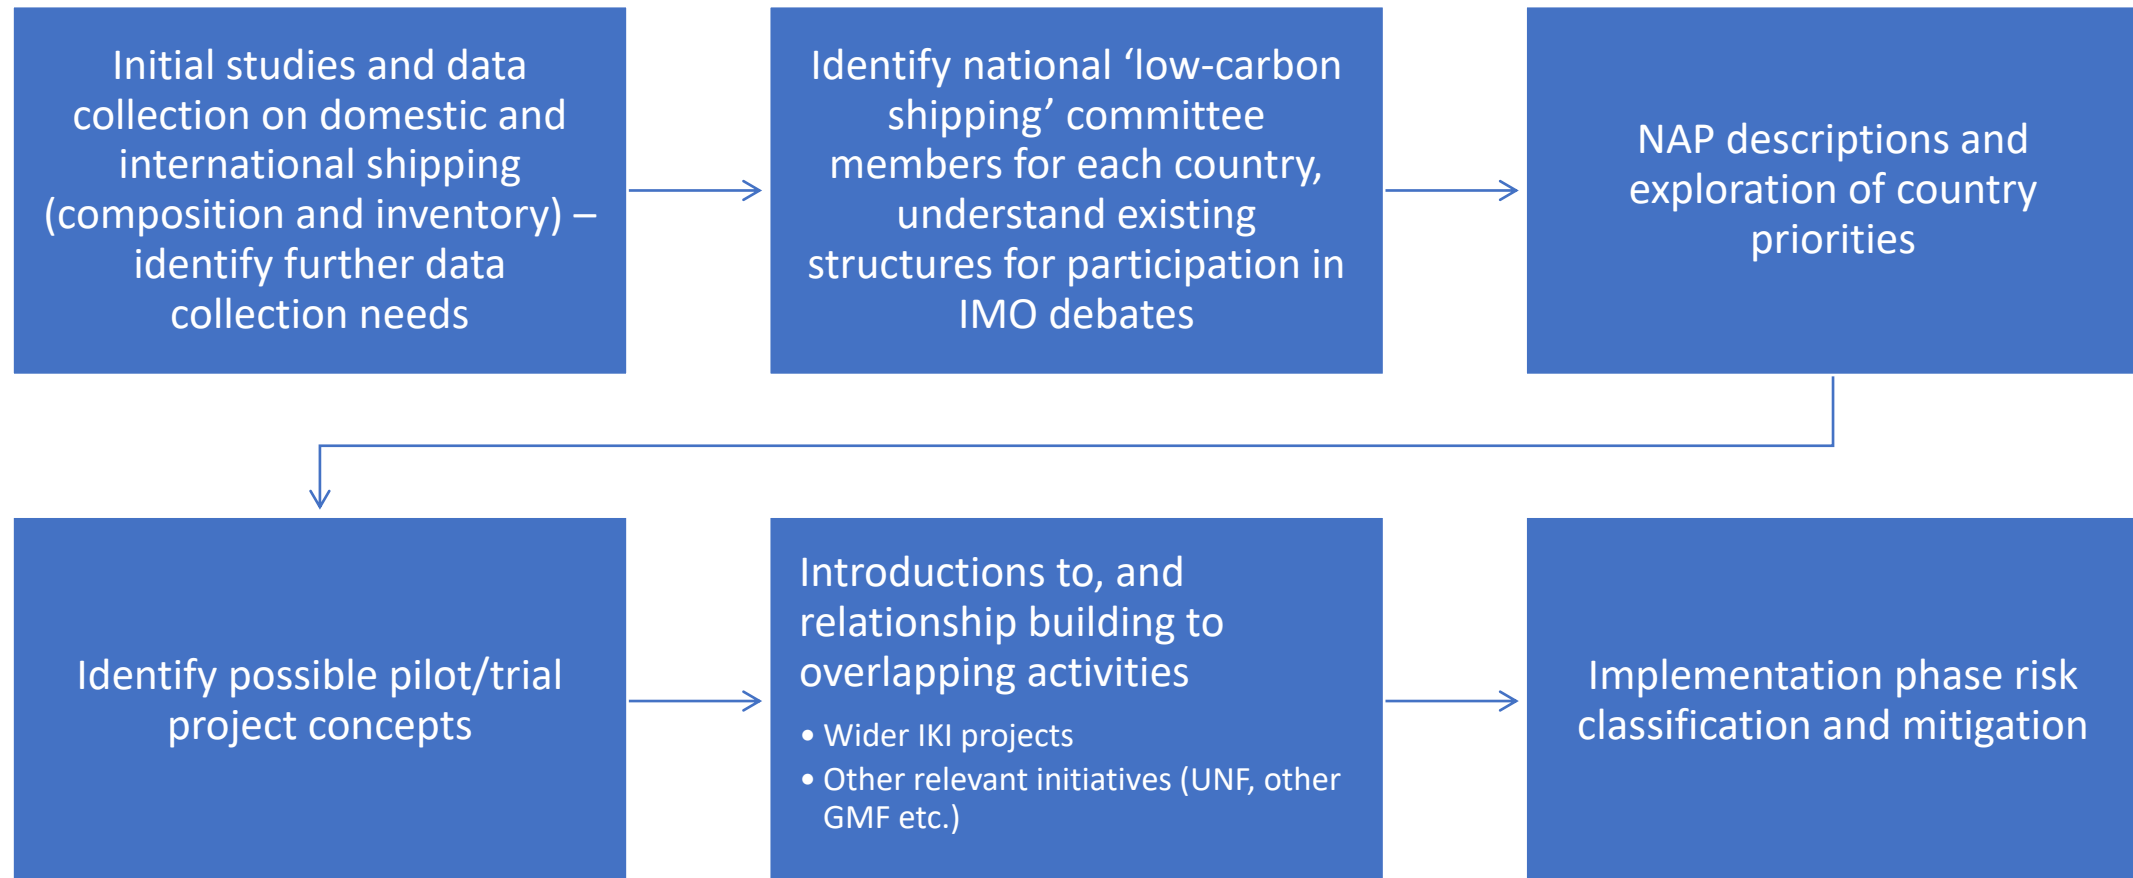 Initial studies and data
collection on domestic and
international shipping
(composition and inventory) –
identify further data
collection needs
Identify national ‘low-carbon
shipping’ committee
members for each country,
understand existing
structures for participation in
IMO debates
NAP descriptions and
exploration of country
priorities
Identify possible pilot/trial
project concepts
Introductions to, and
relationship building to
overlapping activities
• Wider IKI projects
• Other relevant initiatives (UNF, other
GMF etc.)
Implementation phase risk
classification and mitigation